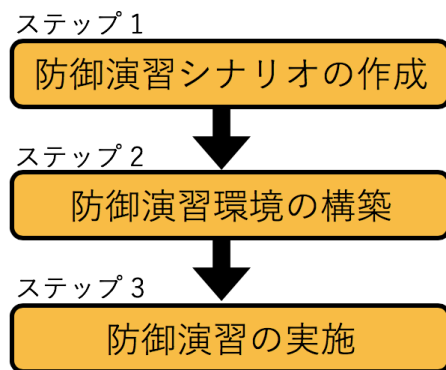 ステップ 1
防御演習シナリオの作成
ステップ 2
防御演習環境の構築
ステップ 3
防御演習の実施